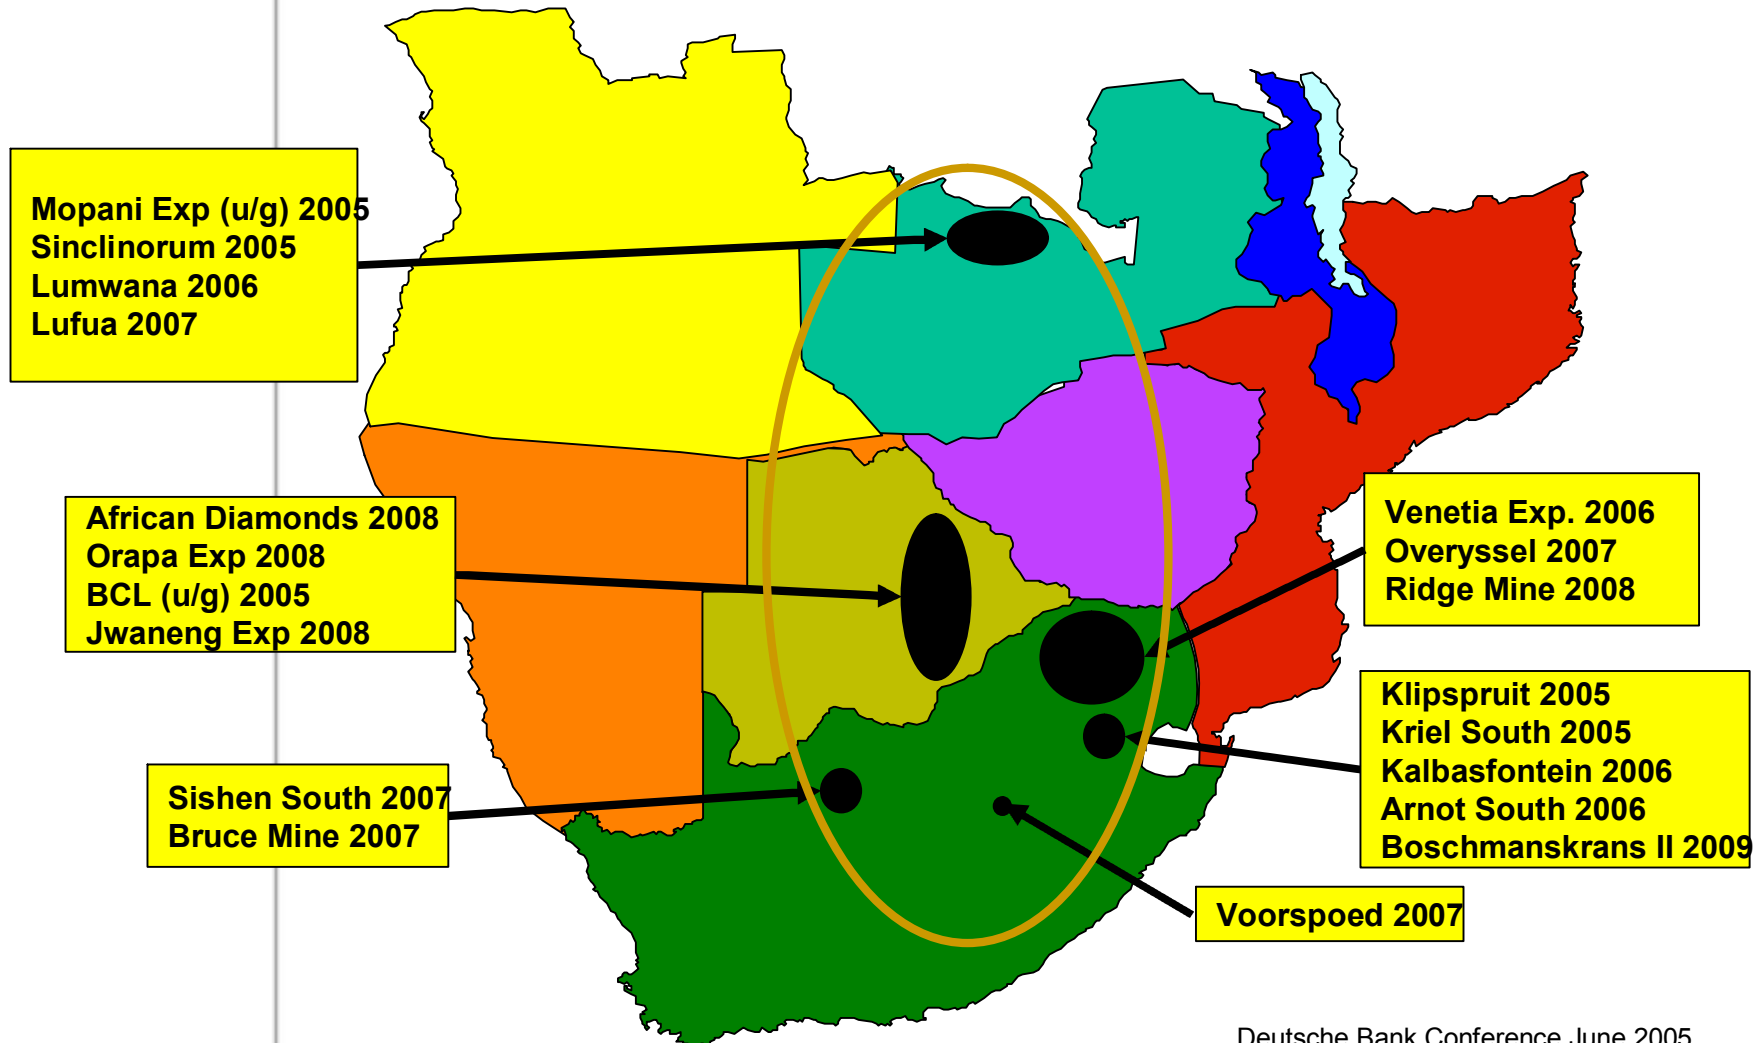 Mopani Exp (u/g) 2005
Sinclinorum 2005
Lumwana 2006
Lufua 2007
African Diamonds 2008
Orapa Exp 2008
BCL (u/g) 2005
Jwaneng Exp 2008
Sishen South 2007
Bruce Mine 2007
Venetia Exp. 2006
Overyssel 2007
Ridge Mine 2008
Klipspruit 2005
Kriel South 2005
Kalbasfontein 2006
Arnot South 2006
Boschmanskrans II 2009
Voorspoed 2007
Deutsche Bank Conference June 2005